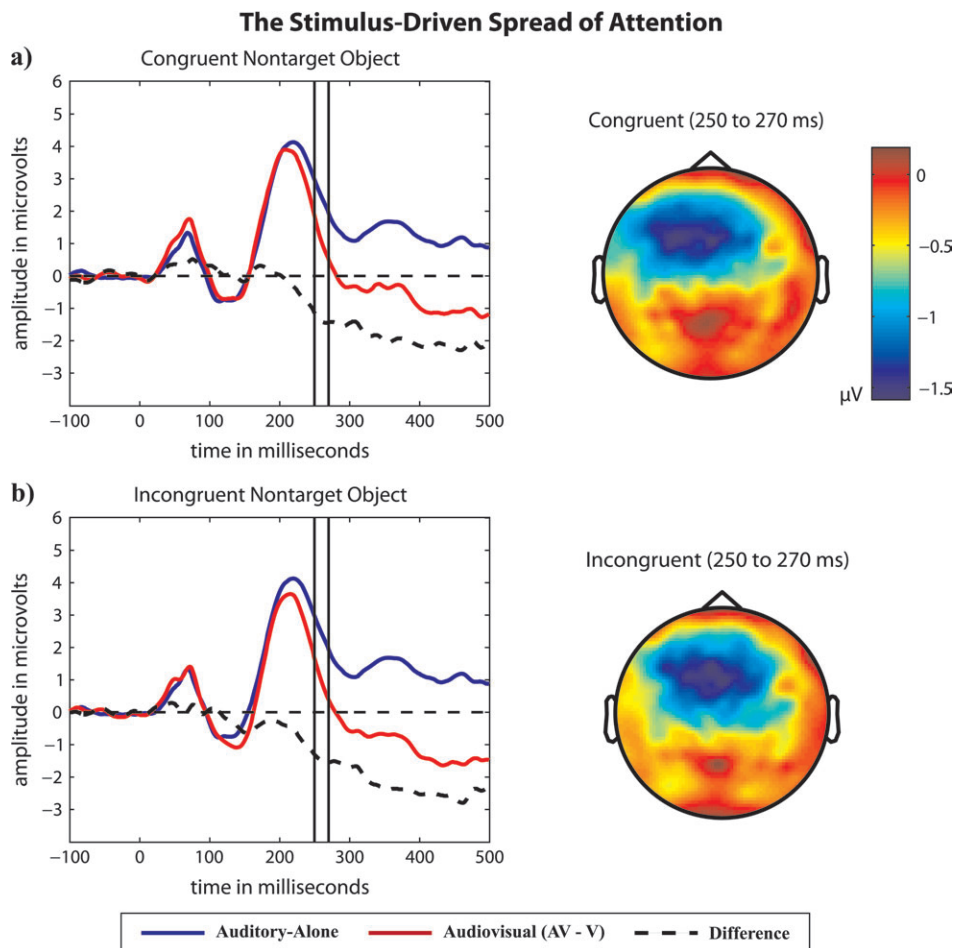 The Stimulus-Driven Spread of Attention
a)
Congruent Nontarget Object
6
5
4
3
2
1
0
−1
−2
−3
amplitude in microvolts
−100 0 100 200 300 400 500
time in milliseconds
Congruent (250 to 270 ms)
0
−0.5
−1
−1.5
μV
b)
Incongruent Nontarget Object
6
5
4
3
2
1
0
−1
−2
−3
amplitude in microvolts
−100 0 100 200 300 400 500
time in milliseconds
Incongruent (250 to 270 ms)
Auditory-Alone Audiovisual (AV - V) Difference